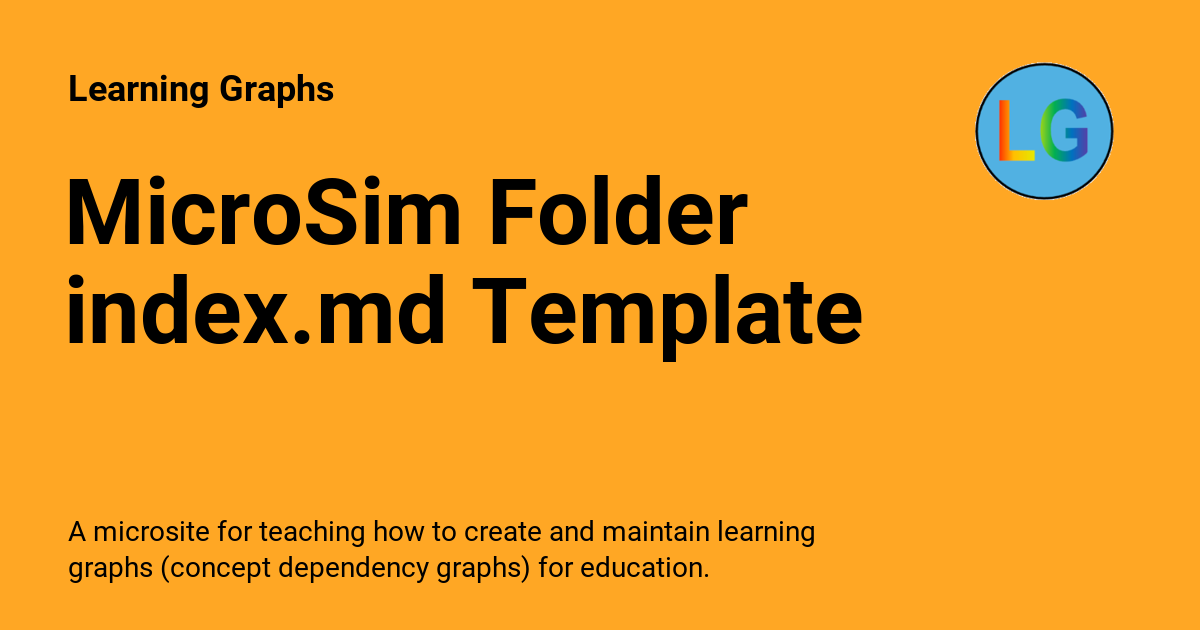 Learning Graphs
LG
MicroSim Folder
index.md Template
A microsite for teaching how to create and maintain learning
graphs (concept dependency graphs) for education.